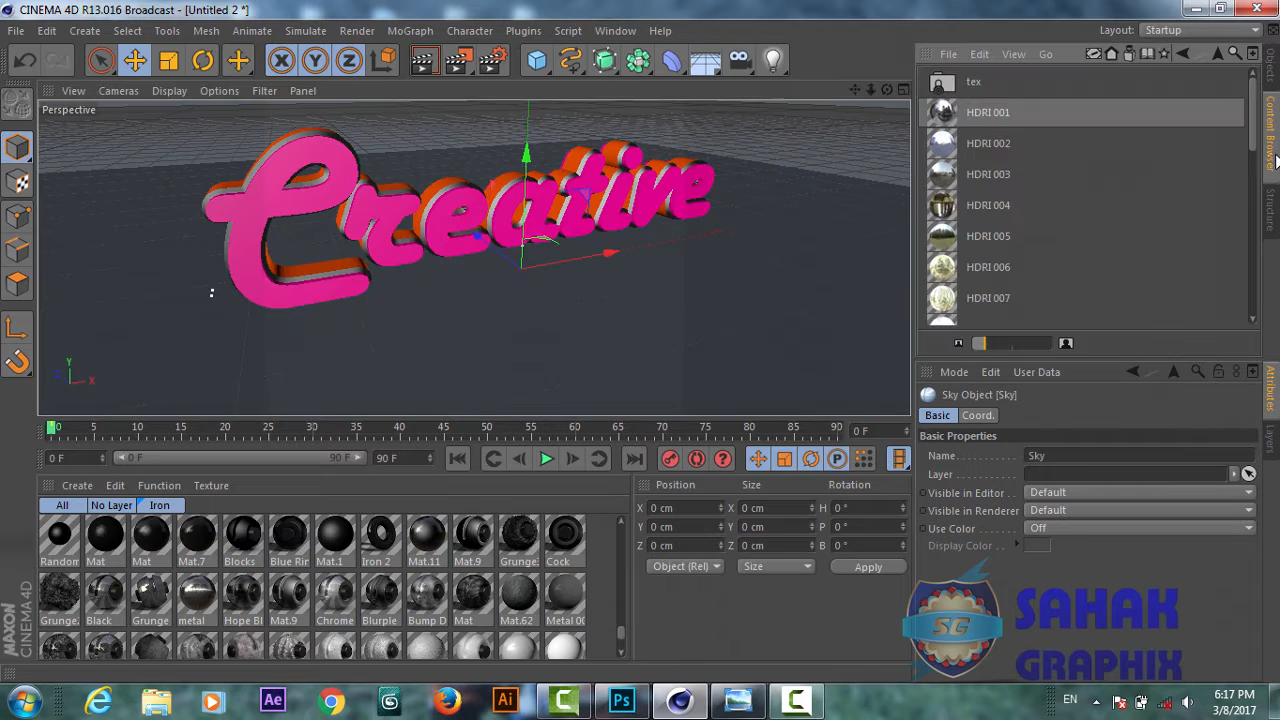 CINEMA 4D R13.016 Broadcast - [Untitled 2 *]
File Edit Create Select Tools Mesh Animate Simulate Render MoGraph Character Plugins Script Window Help
Layout: Startup
File Edit View Go
View Cameras Display Options Filter Panel
Perspective
Creative
Y
X
tex
HDRI 001
HDRI 002
HDRI 003
HDRI 004
HDRI 005
HDRI 006
HDRI 007
Objects
Content Browser
Structure
Attributes
Layers
Mode Edit User Data
Sky Object [Sky]
Basic Coord.
Basic Properties
Name Sky
Layer
Visible in Editor Default
Visible in Renderer Default
Use Color Off
Display Color
0 5 10 15 20 25 30 35 40 45 50 55 60 65 70 75 80 85 90 0 F
0 F 0 F 90 F 90 F
Create Edit Function Texture
All No Layer Iron
Random Mat Mat Mat.7 Blocks Blue Rir Mat.1 Iron 2 Mat.11 Mat.9 Grunge. Cock
Grunge. Black Grunge metal Hope Bl Mat.9 Chrome Blurple Bump D Mat Mat.62 Metal 00
Position Size Rotation
X 0 cm X 0 cm H 0 °
Y 0 cm Y 0 cm P 0 °
Z 0 cm Z 0 cm B 0 °
Object (Rel) Size Apply
MAXON
CINEMA 4D
SG
SAHAK
GRAPHIX
Ae Ai Ps
EN
6:17 PM
3/8/2017